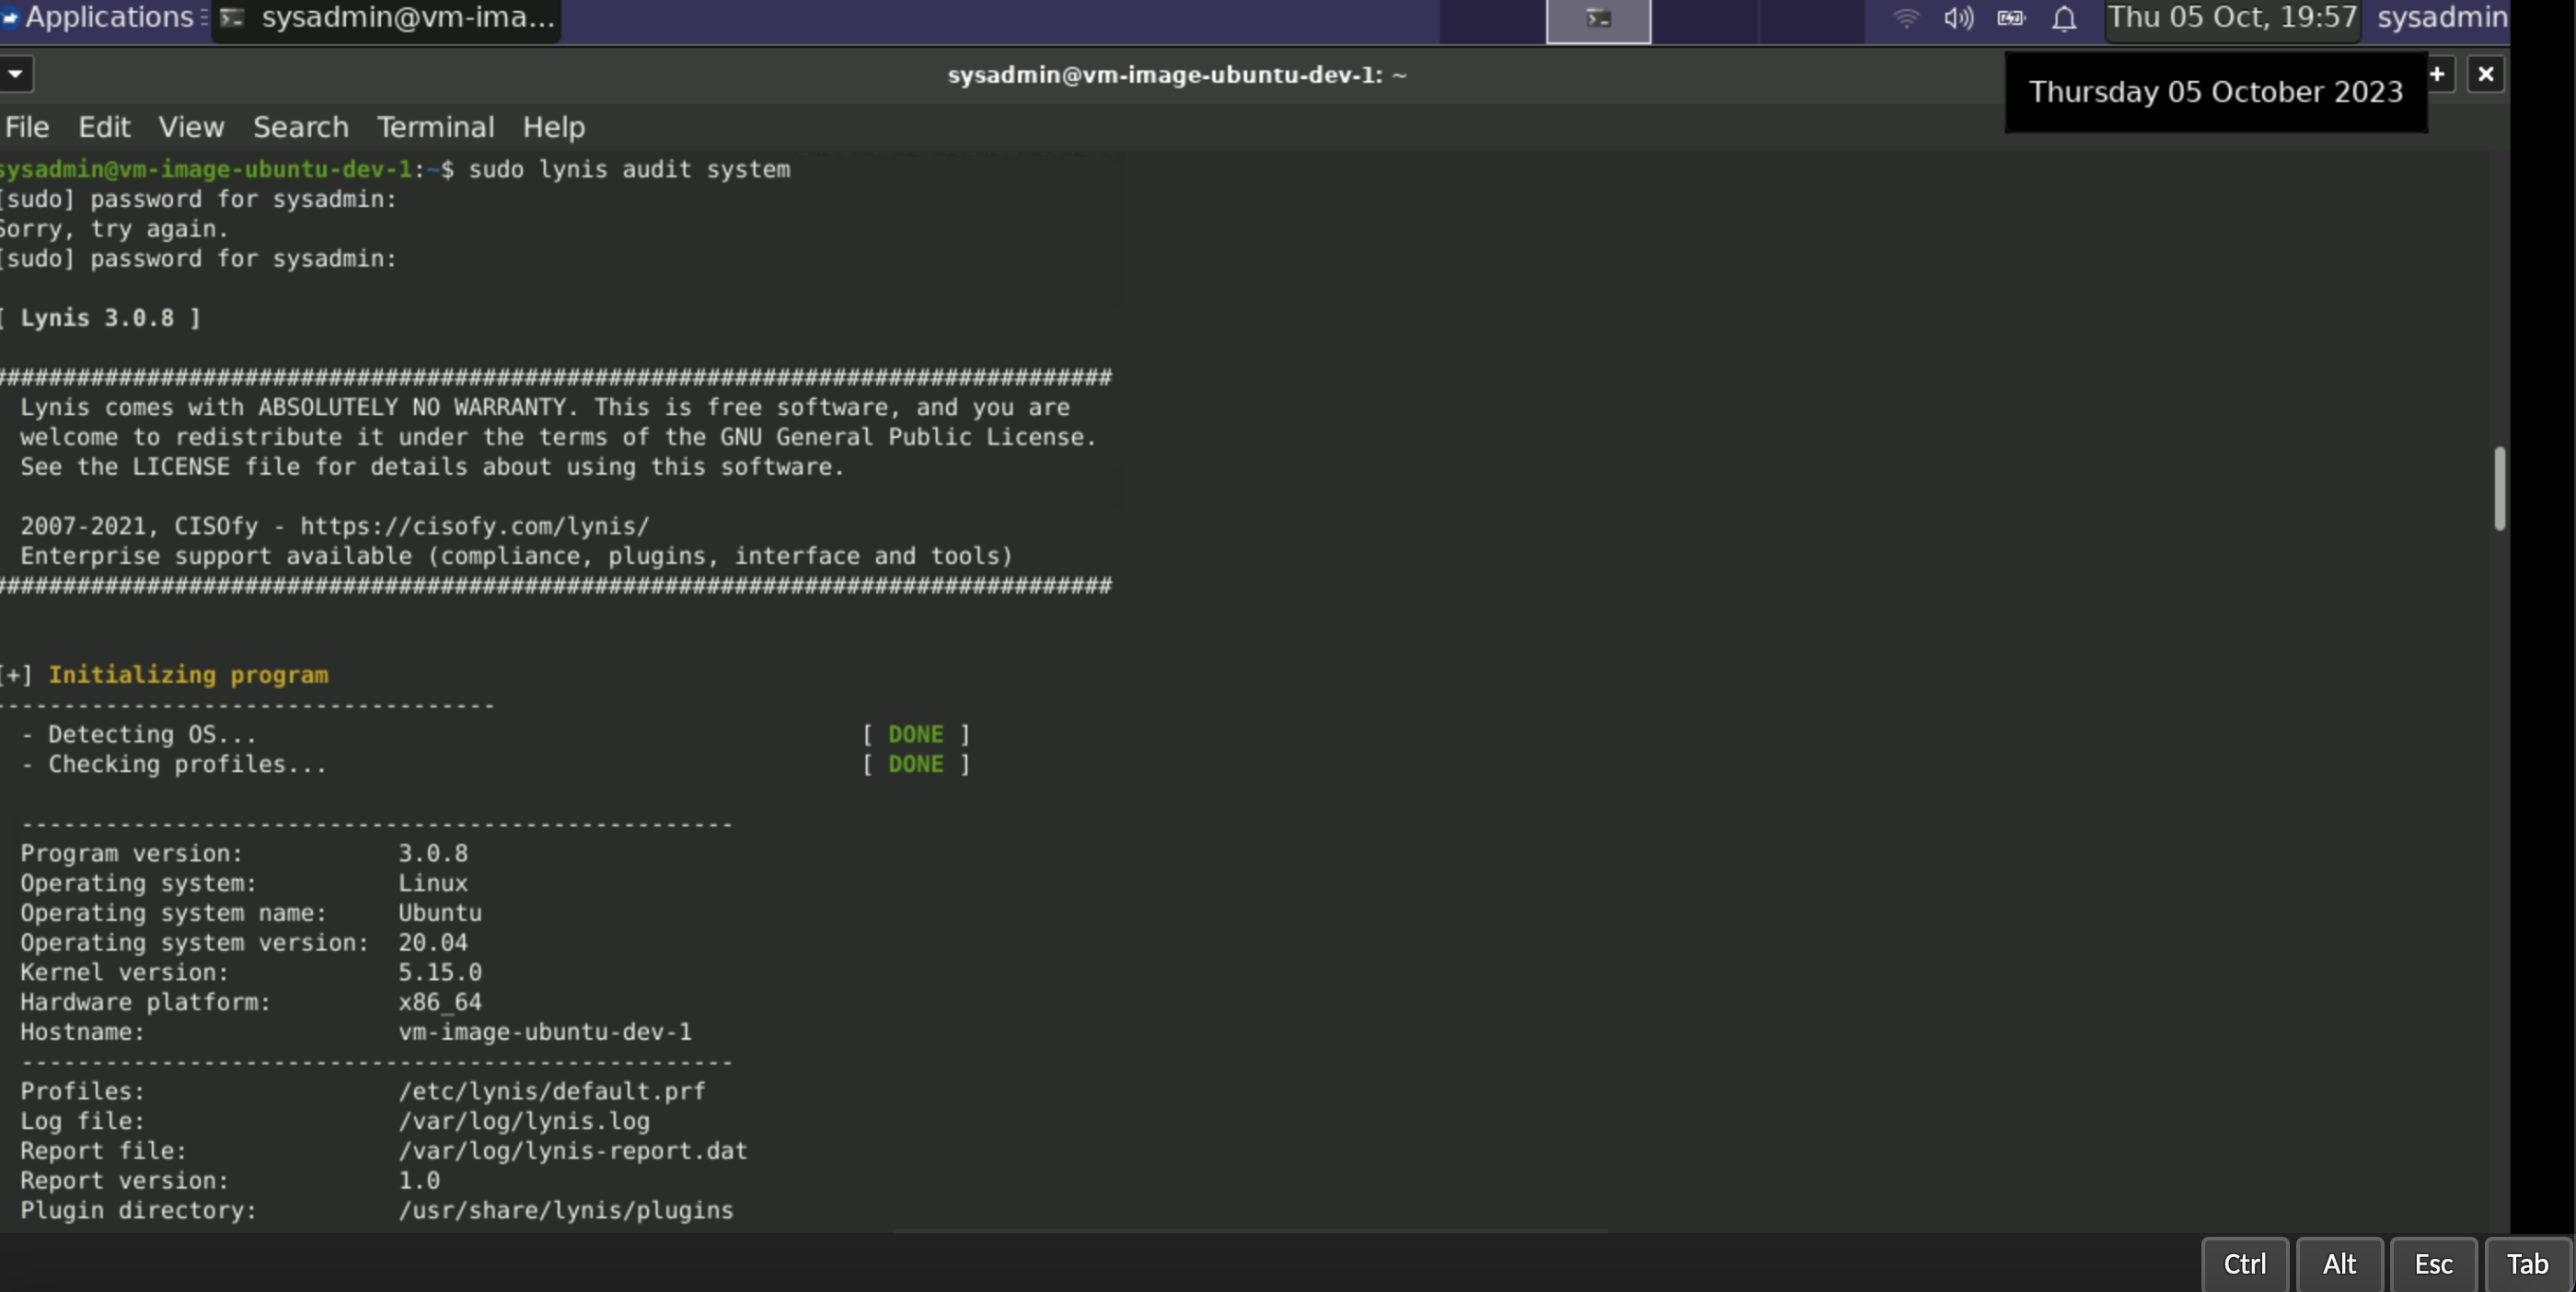 Applications
sysadmin@vm-ima...
Thu 05 Oct, 19:57
sysadmin
sysadmin@vm-image-ubuntu-dev-1: ~
Thursday 05 October 2023
File Edit View Search Terminal Help
sysadmin@vm-image-ubuntu-dev-1:~$ sudo lynis audit system
[sudo] password for sysadmin:
Sorry, try again.
[sudo] password for sysadmin:
[ Lynis 3.0.8 ]
################################################################################
Lynis comes with ABSOLUTELY NO WARRANTY. This is free software, and you are
welcome to redistribute it under the terms of the GNU General Public License.
See the LICENSE file for details about using this software.
2007-2021, CISOfy - https://cisofy.com/lynis/
Enterprise support available (compliance, plugins, interface and tools)
################################################################################
[+] Initializing program
------------------------------------
- Detecting OS... [ DONE ]
- Checking profiles... [ DONE ]
---------------------------------------------------
Program version: 3.0.8
Operating system: Linux
Operating system name: Ubuntu
Operating system version: 20.04
Kernel version: 5.15.0
Hardware platform: x86_64
Hostname: vm-image-ubuntu-dev-1
---------------------------------------------------
Profiles: /etc/lynis/default.prf
Log file: /var/log/lynis.log
Report file: /var/log/lynis-report.dat
Report version: 1.0
Plugin directory: /usr/share/lynis/plugins
Ctrl Alt Esc Tab